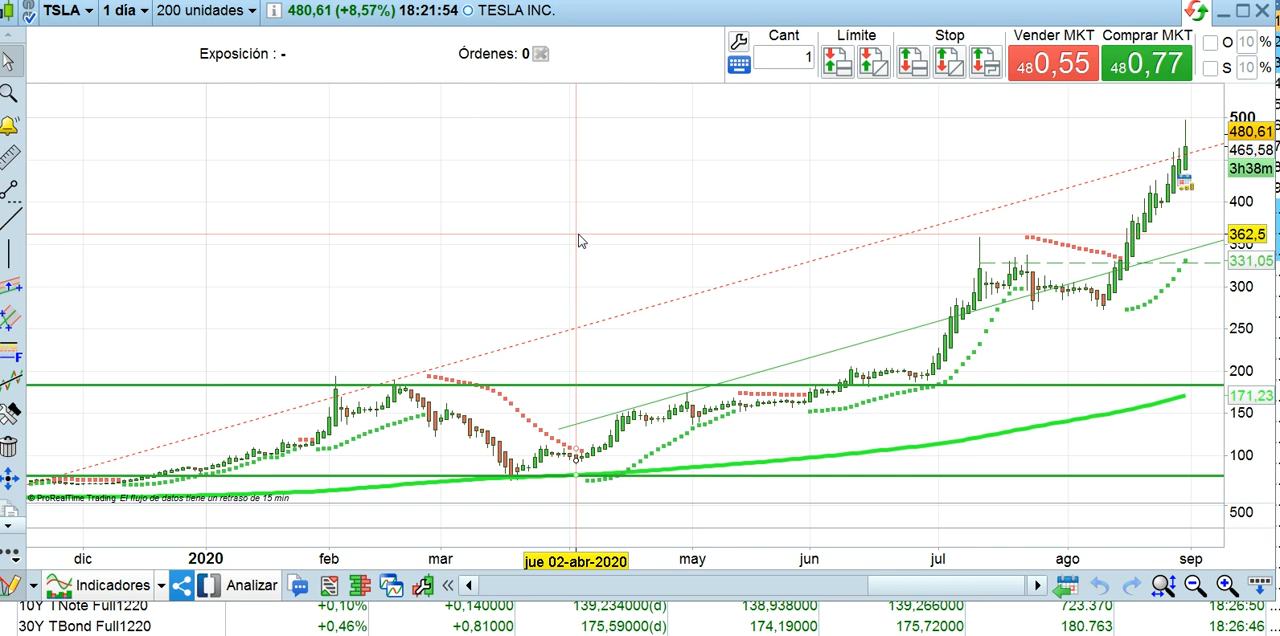 TSLA 1 día 200 unidades 480,61 (+8,57%) 18:21:54 TESLA INC.
Exposición : - Órdenes: 0 Cant Límite Stop Vender MKT Comprar MKT
1 480,55 480,77 O 10 %
S 10 %
500
480,61
465,58
3h38m
400
362,5
350
331,05
300
250
200
171,23
150
100
© ProRealTime Trading El flujo de datos tiene un retraso de 15 min
500
dic 2020 feb mar jue 02-abr-2020 may jun jul ago sep
Indicadores Analizar
10Y TNote Full1220 +0,10% +0,140000 139,234000(d) 138,938000 139,266000 723.370 18:26:50
30Y TBond Full1220 +0,46% +0,81000 175,59000(d) 174,19000 175,72000 180.763 18:26:46